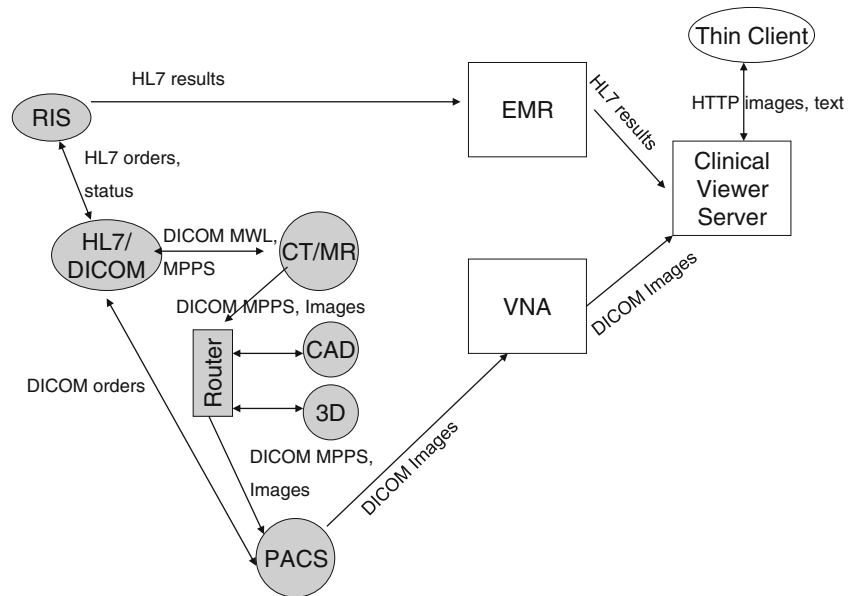 Thin Client
HL7 results
HL7 results
HTTP images, text
RIS
EMR
Clinical
Viewer
Server
HL7 orders,
status
HL7/
DICOM
DICOM MWL,
MPPS
CT/MR
DICOM MPPS, Images
VNA
DICOM Images
Router
CAD
3D
DICOM orders
DICOM MPPS,
Images
DICOM Images
PACS